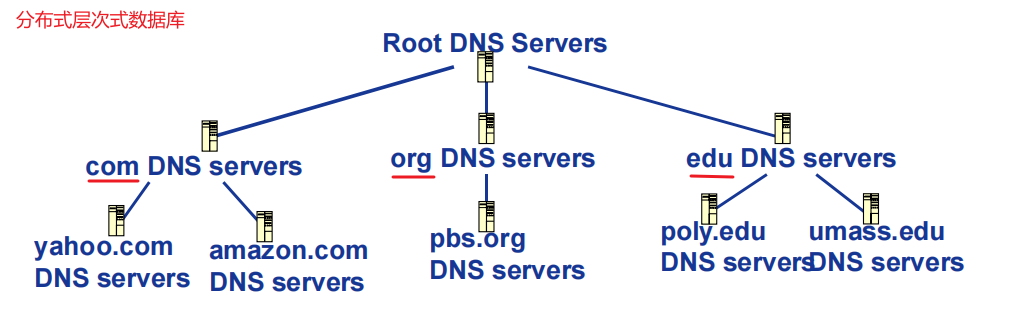 分布式层次式数据库
Root DNS Servers
com DNS servers
org DNS servers
edu DNS servers
yahoo.com
DNS servers
amazon.com
DNS servers
pbs.org
DNS servers
poly.edu
DNS servers
umass.edu
DNS servers